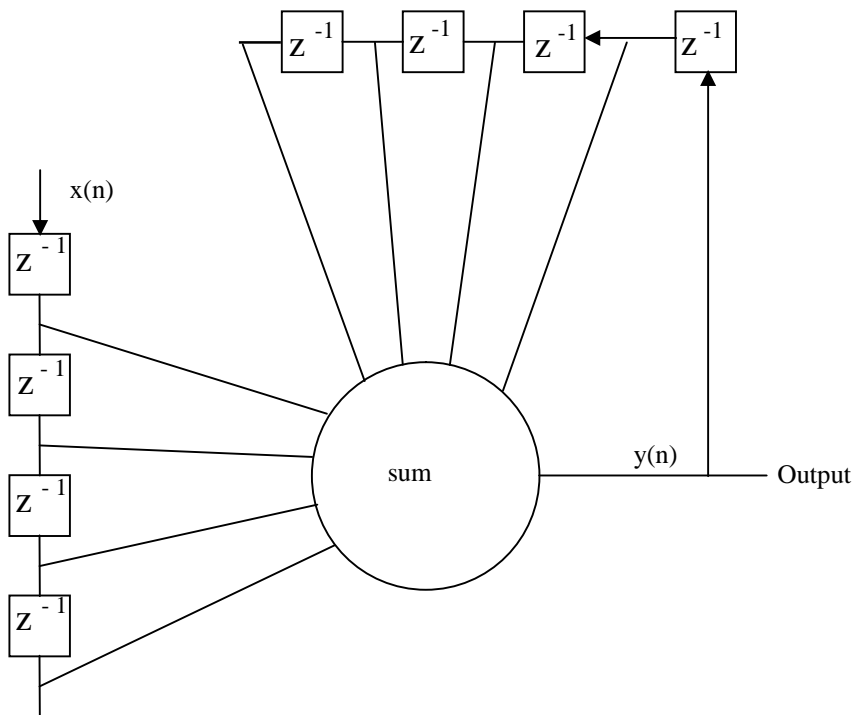 z -1 z -1 z -1 z -1
x(n)
z - 1
z - 1
z - 1
z - 1
sum
y(n)
Output